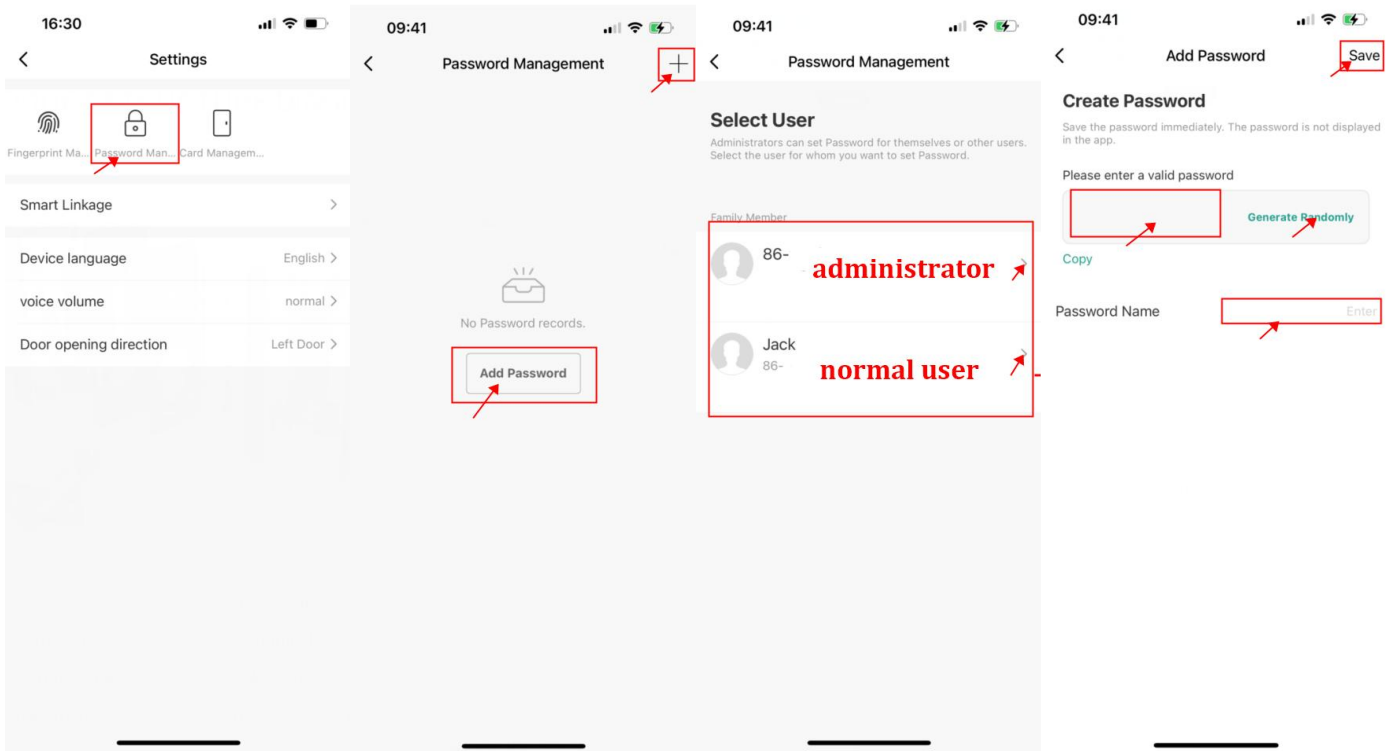 16:30
Settings
Fingerprint Ma...
Password Man...
Card Managem...
Smart Linkage
Device language
English
voice volume
normal
Door opening direction
Left Door
09:41
Password Management
No Password records.
Add Password
09:41
Password Management
Select User
Administrators can set Password for themselves or other users.
Select the user for whom you want to set Password.
Family Member
86-
administrator
Jack
86-
normal user
09:41
Add Password
Save
Create Password
Save the password immediately. The password is not displayed
in the app.
Please enter a valid password
Generate Randomly
Copy
Password Name
Enter